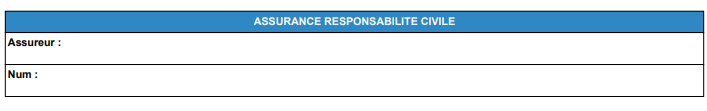 ASSURANCE RESPONSABILITE CIVILE
Assureur :
Num :